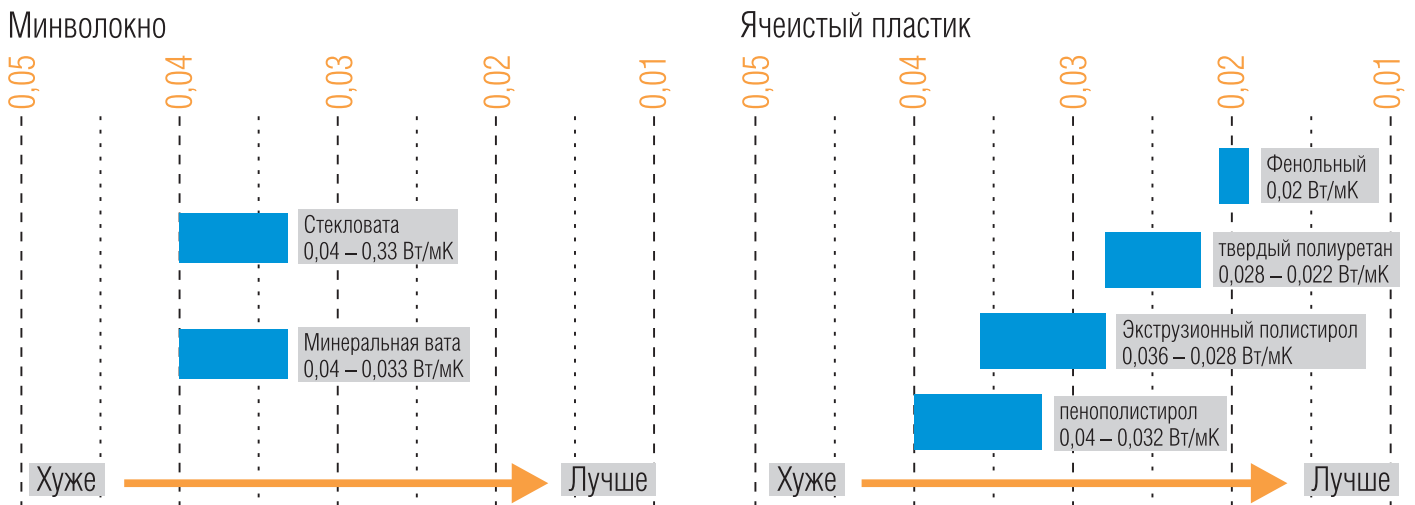 Минволокно
0,05
0,04
0,03
0,02
0,01
Стекловата
0,04 – 0,33 Вт/мК
Минеральная вата
0,04 – 0,033 Вт/мК
Хуже
Лучше
Ячеистый пластик
0,05
0,04
0,03
0,02
0,01
Фенольный
0,02 Вт/мК
твердый полиуретан
0,028 – 0,022 Вт/мК
Экструзионный полистирол
0,036 – 0,028 Вт/мК
пенополистирол
0,04 – 0,032 Вт/мК
Хуже
Лучше